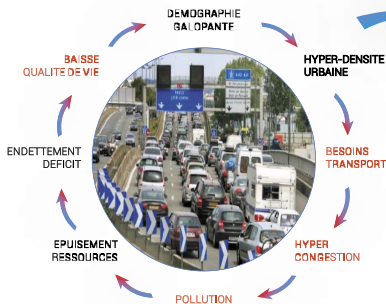 DEMOGRAPHIE
GALOPANTE
HYPER-DENSITE
URBAINE
BESOINS
TRANSPORT
HYPER
CONGESTION
POLLUTION
EPUISEMENT
RESSOURCES
ENDETTEMENT
DEFICIT
BAISSE
QUALITE DE VIE